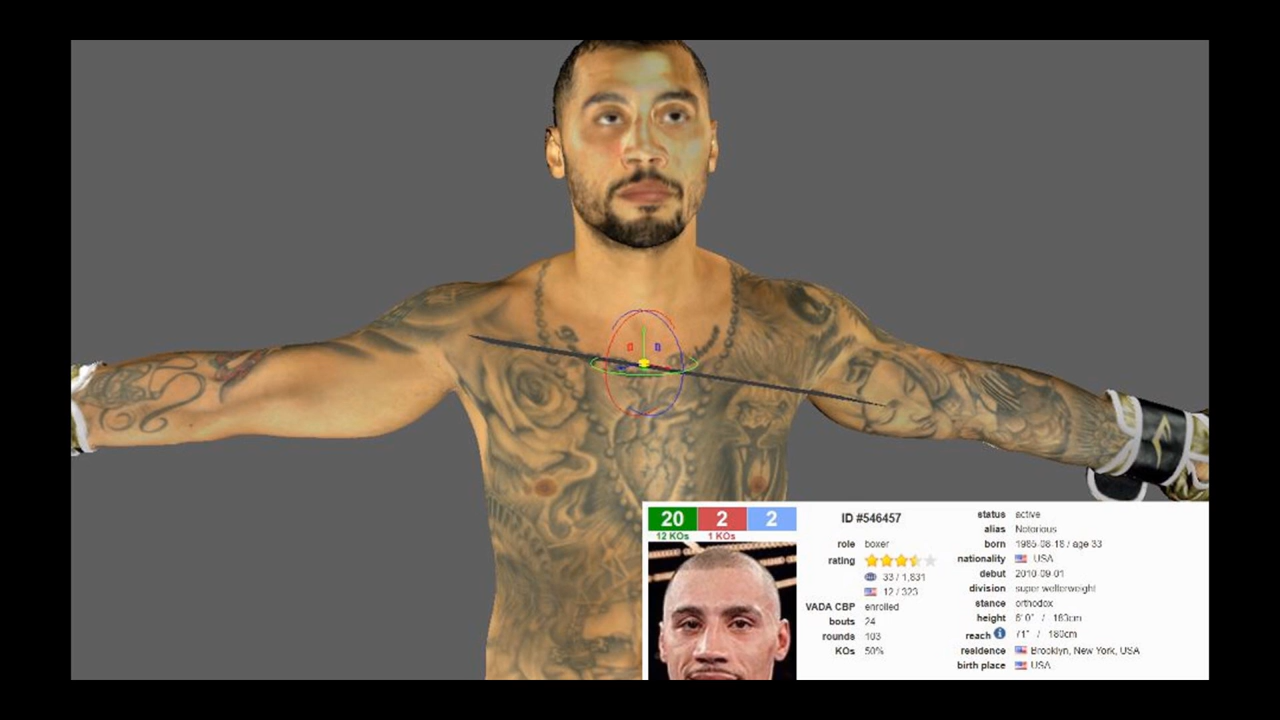 20 2 2
12 KOs 1 KOs
ID #546457
role boxer
rating
33 / 1,831
12 / 323
VADA CBP enrolled
bouts 24
rounds 103
KOs 50%
status active
alias Notorious
born 1985-08-18 / age 33
nationality USA
debut 2010-09-01
division super welterweight
stance orthodox
height 6' 0" / 183cm
reach 71" / 180cm
residence Brooklyn, New York, USA
birth place USA